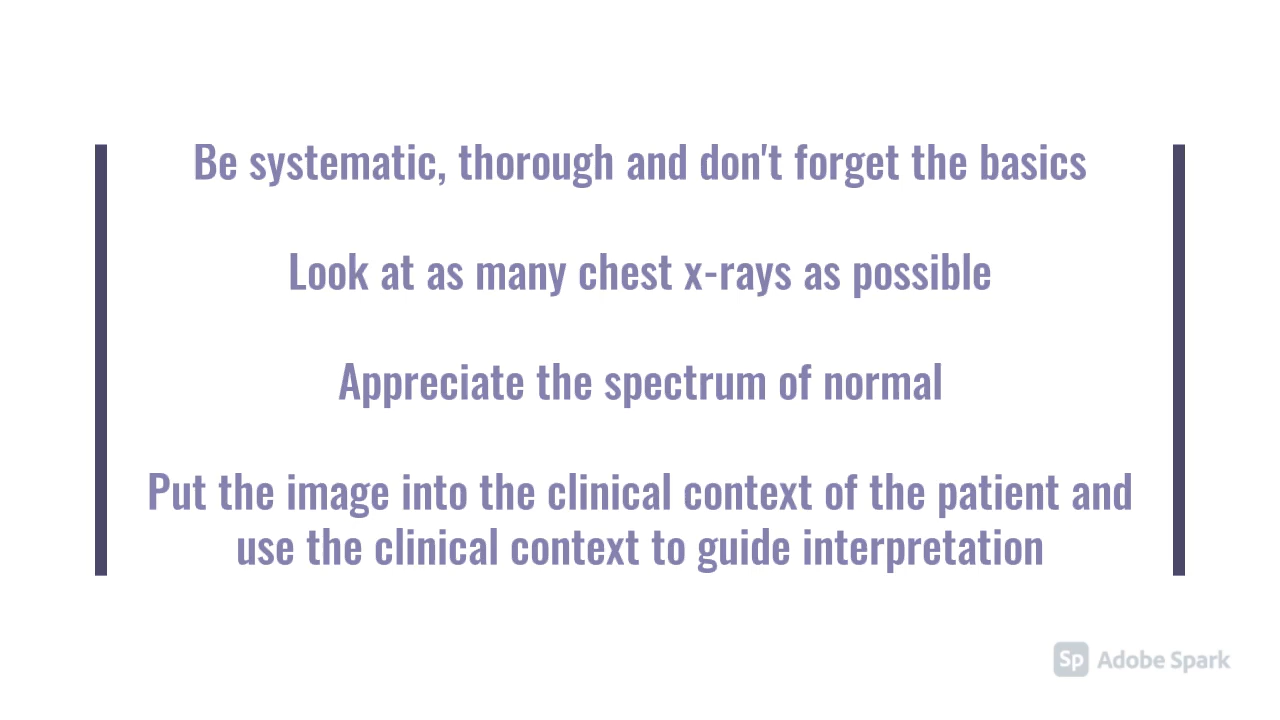 Be systematic, thorough and don't forget the basics
Look at as many chest x-rays as possible
Appreciate the spectrum of normal
Put the image into the clinical context of the patient and
use the clinical context to guide interpretation
Sp Adobe Spark